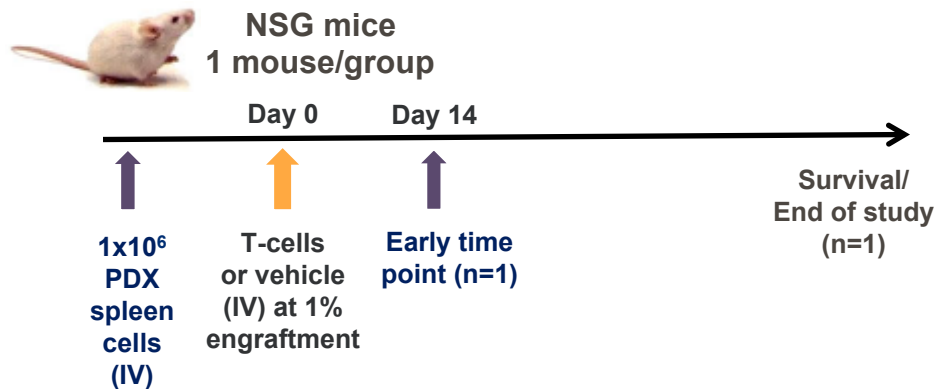 NSG mice
1 mouse/group
Day 0
Day 14
1x10⁶
PDX
spleen
cells
(IV)
T-cells
or vehicle
(IV) at 1%
engraftment
Early time
point (n=1)
Survival/
End of study
(n=1)